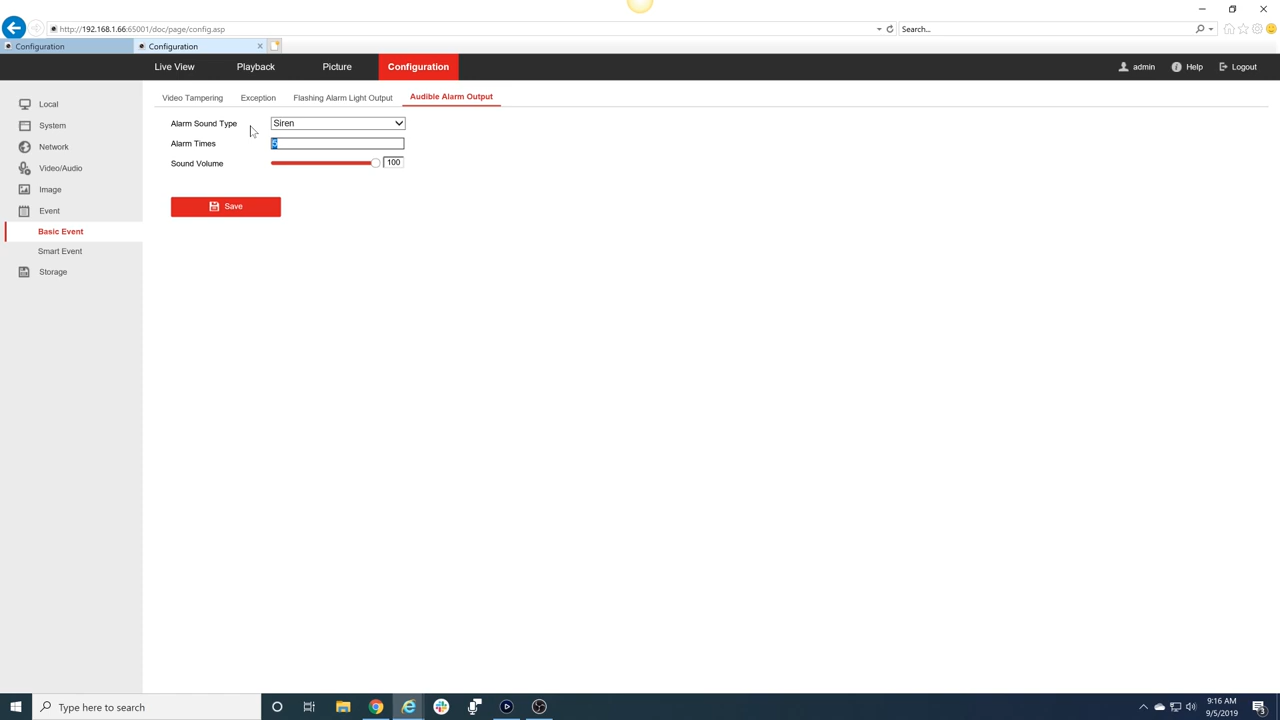 http://192.168.1.66:65001/doc/page/config.asp
Search...
Configuration
Configuration
Live View
Playback
Picture
Configuration
admin
Help
Logout
Local
System
Network
Video/Audio
Image
Event
Basic Event
Smart Event
Storage
Video Tampering
Exception
Flashing Alarm Light Output
Audible Alarm Output
Alarm Sound Type
Siren
Alarm Times
Sound Volume
100
Save
Type here to search
9:16 AM
9/5/2019
3